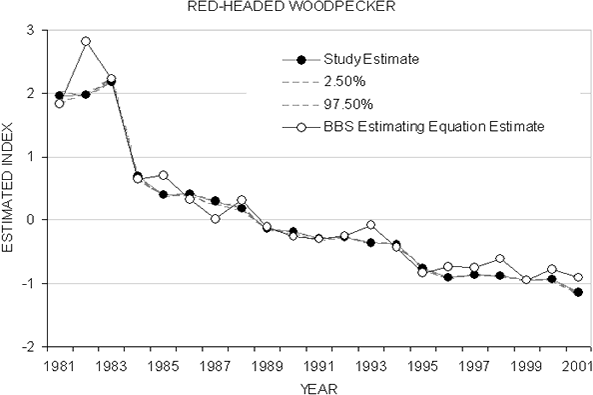 RED-HEADED WOODPECKER
3
2
1
0
-1
-2
ESTIMATED INDEX
Study Estimate
2.50%
97.50%
BBS Estimating Equation Estimate
1981 1983 1985 1987 1989 1991 1993 1995 1997 1999 2001
YEAR